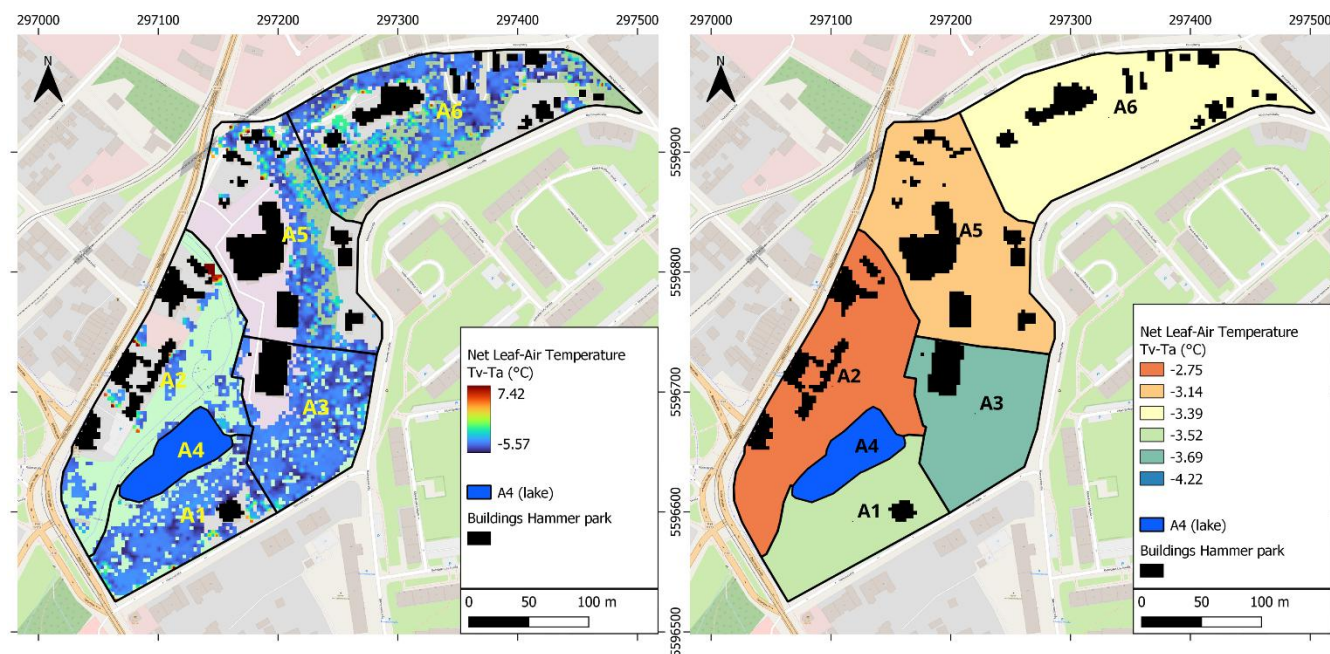 297000 297100 297200 297300 297400 297500
N
5596900
5596800
5596700
5596600
5596500
A6
A5
A2
A3
A4
A1
Net Leaf-Air Temperature
Tv-Ta (°C)
7.42
-5.57
A4 (lake)
Buildings Hammer park
0 50 100 m
297000 297100 297200 297300 297400 297500
N
A6
A5
A2
A3
A4
A1
Net Leaf-Air Temperature
Tv-Ta (°C)
-2.75
-3.14
-3.39
-3.52
-3.69
-4.22
A4 (lake)
Buildings Hammer park
0 50 100 m